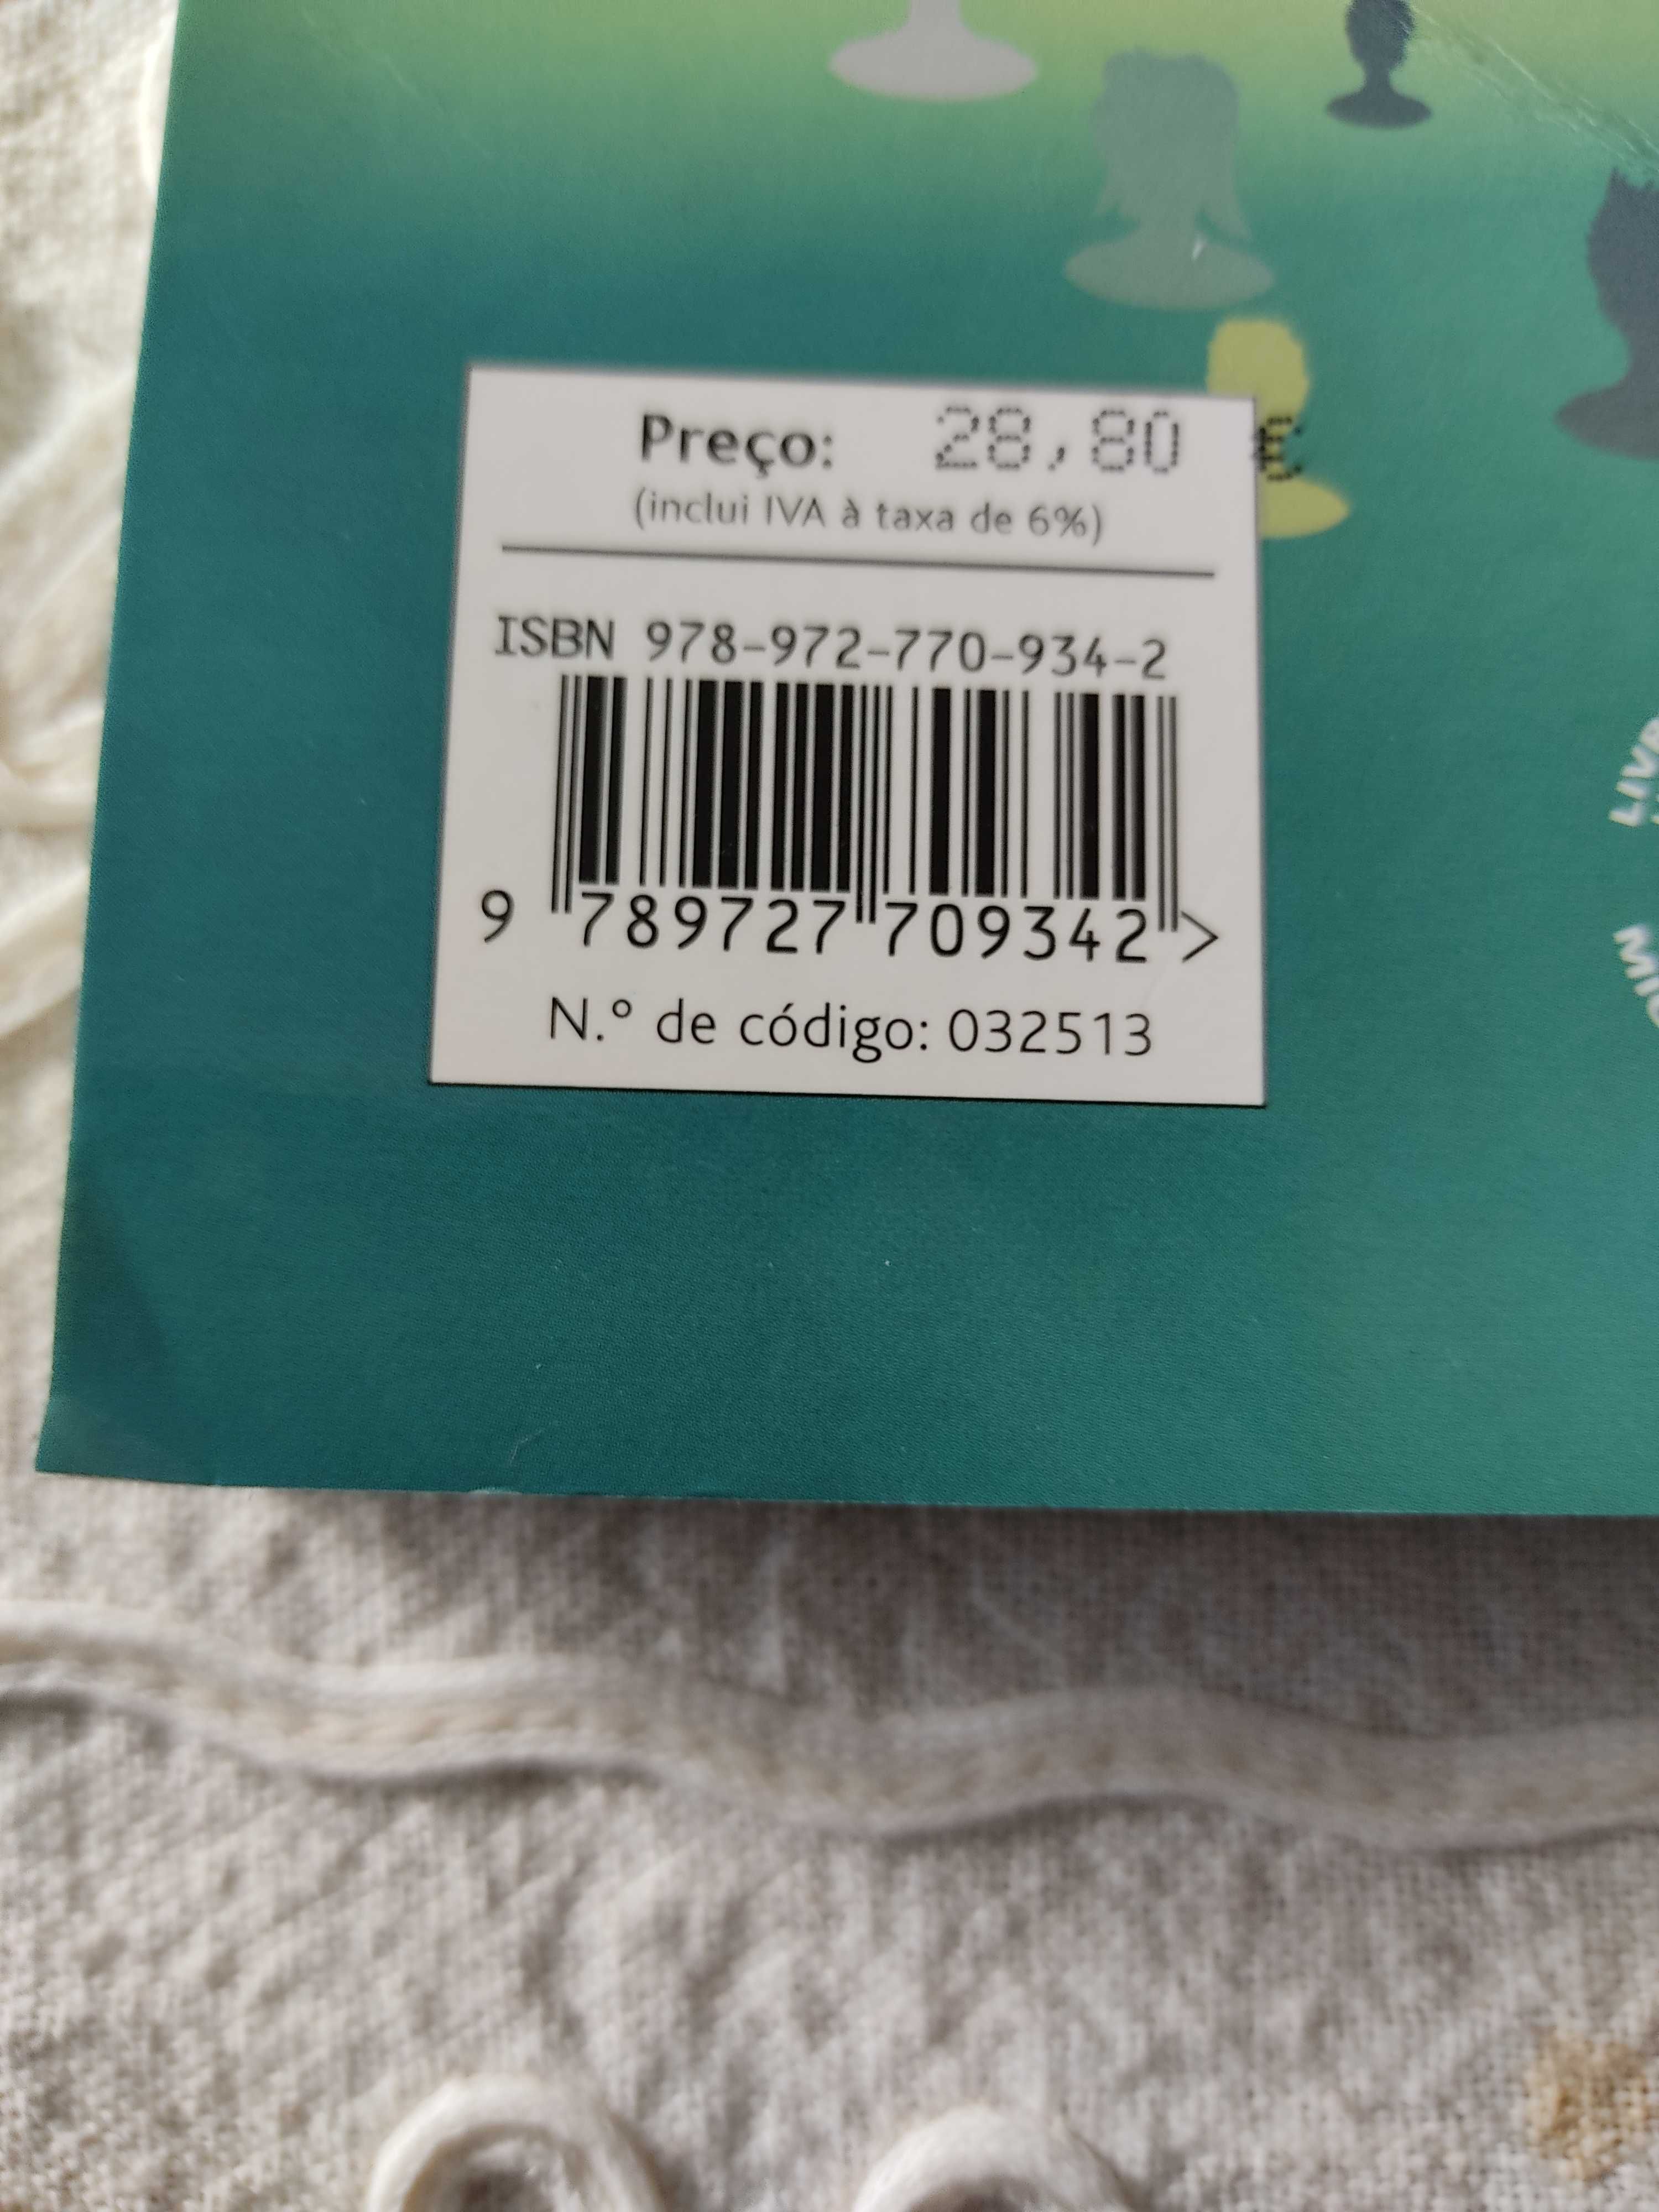 Preço: 28,80 €
(inclui IVA à taxa de 6%)
ISBN 978-972-770-934-2
9 789727 709342 >
N.º de código: 032513